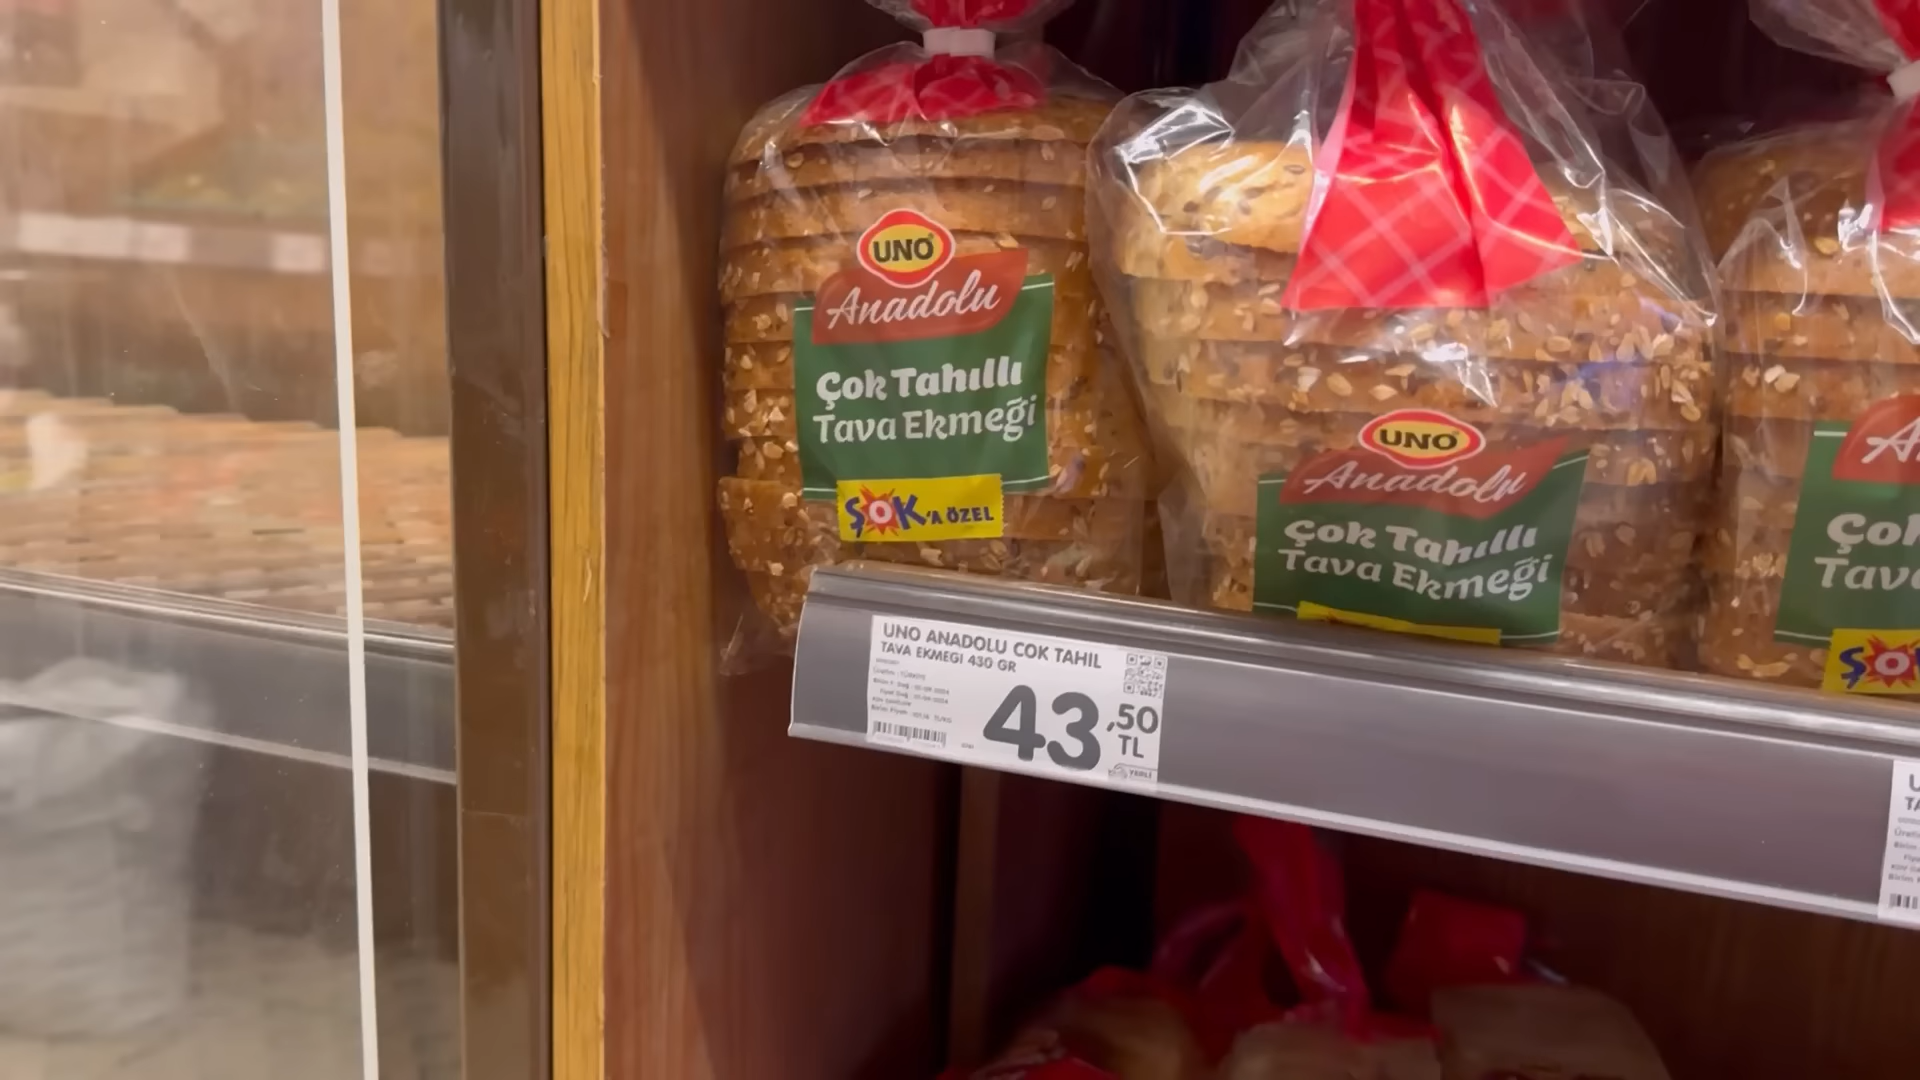 UNO
Anadolu
Çok Tahıllı
Tava Ekmeği
ŞOK'A ÖZEL
UNO
Anadolu
Çok Tahıllı
Tava Ekmeği
UNO ANADOLU COK TAHIL
TAVA EKMEGI 430 GR
43,50
TL
YERLİ